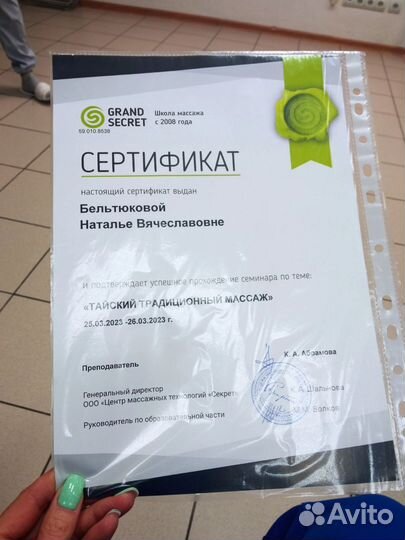 GRAND
SECRET
Школа массажа
с 2008 года
59.010.8538
СЕРТИФИКАТ
настоящий сертификат выдан
Бельтюковой
Наталье Вячеславовне
и подтверждает успешное прохождение семинара по теме:
«ТАЙСКИЙ ТРАДИЦИОННЫЙ МАССАЖ»
25.03.2023 -26.03.2023 г.
Преподаватель К. А. Абрамова
Генеральный директор
ООО «Центр массажных технологий «Секрет» К. А. Шалькова
Руководитель по образовательной части М.М. Волков
Avito